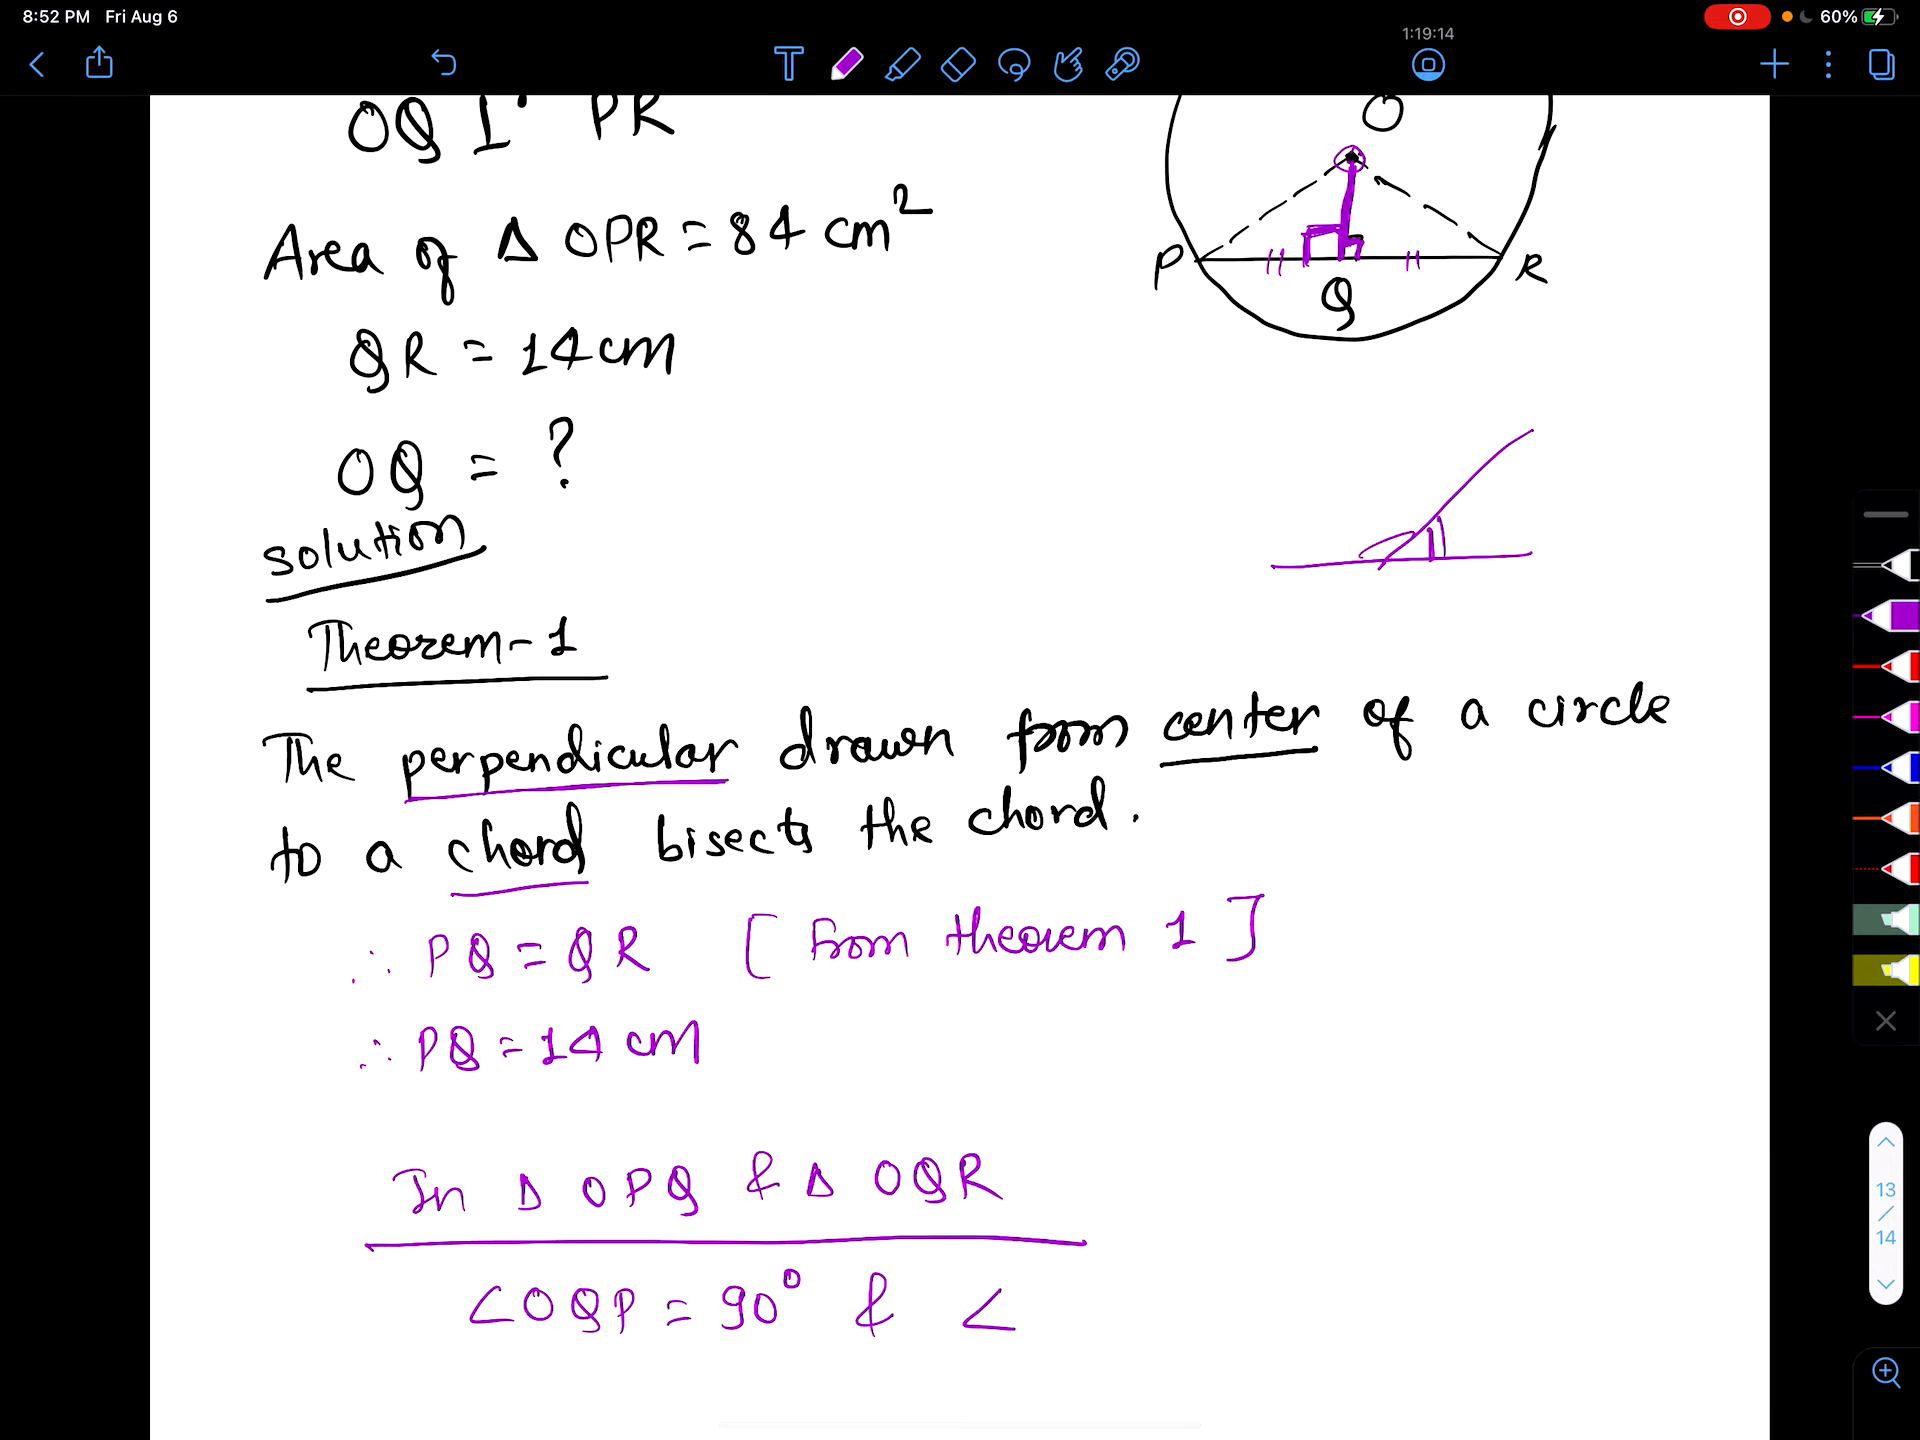 8:52 PM Fri Aug 6
60%
1:19:14
T
OQ ⊥r PR
Area of Δ OPR = 84 cm²
QR = 14 cm
OQ = ?
O
P
Q
R
solution
Theorem-1
The perpendicular drawn from center of a circle
to a chord bisects the chord.
∴ PQ = QR [ from theorem 1 ]
∴ PQ = 14 cm
In Δ OPQ & Δ OQR
∠OQP = 90° & ∠
13
/
14